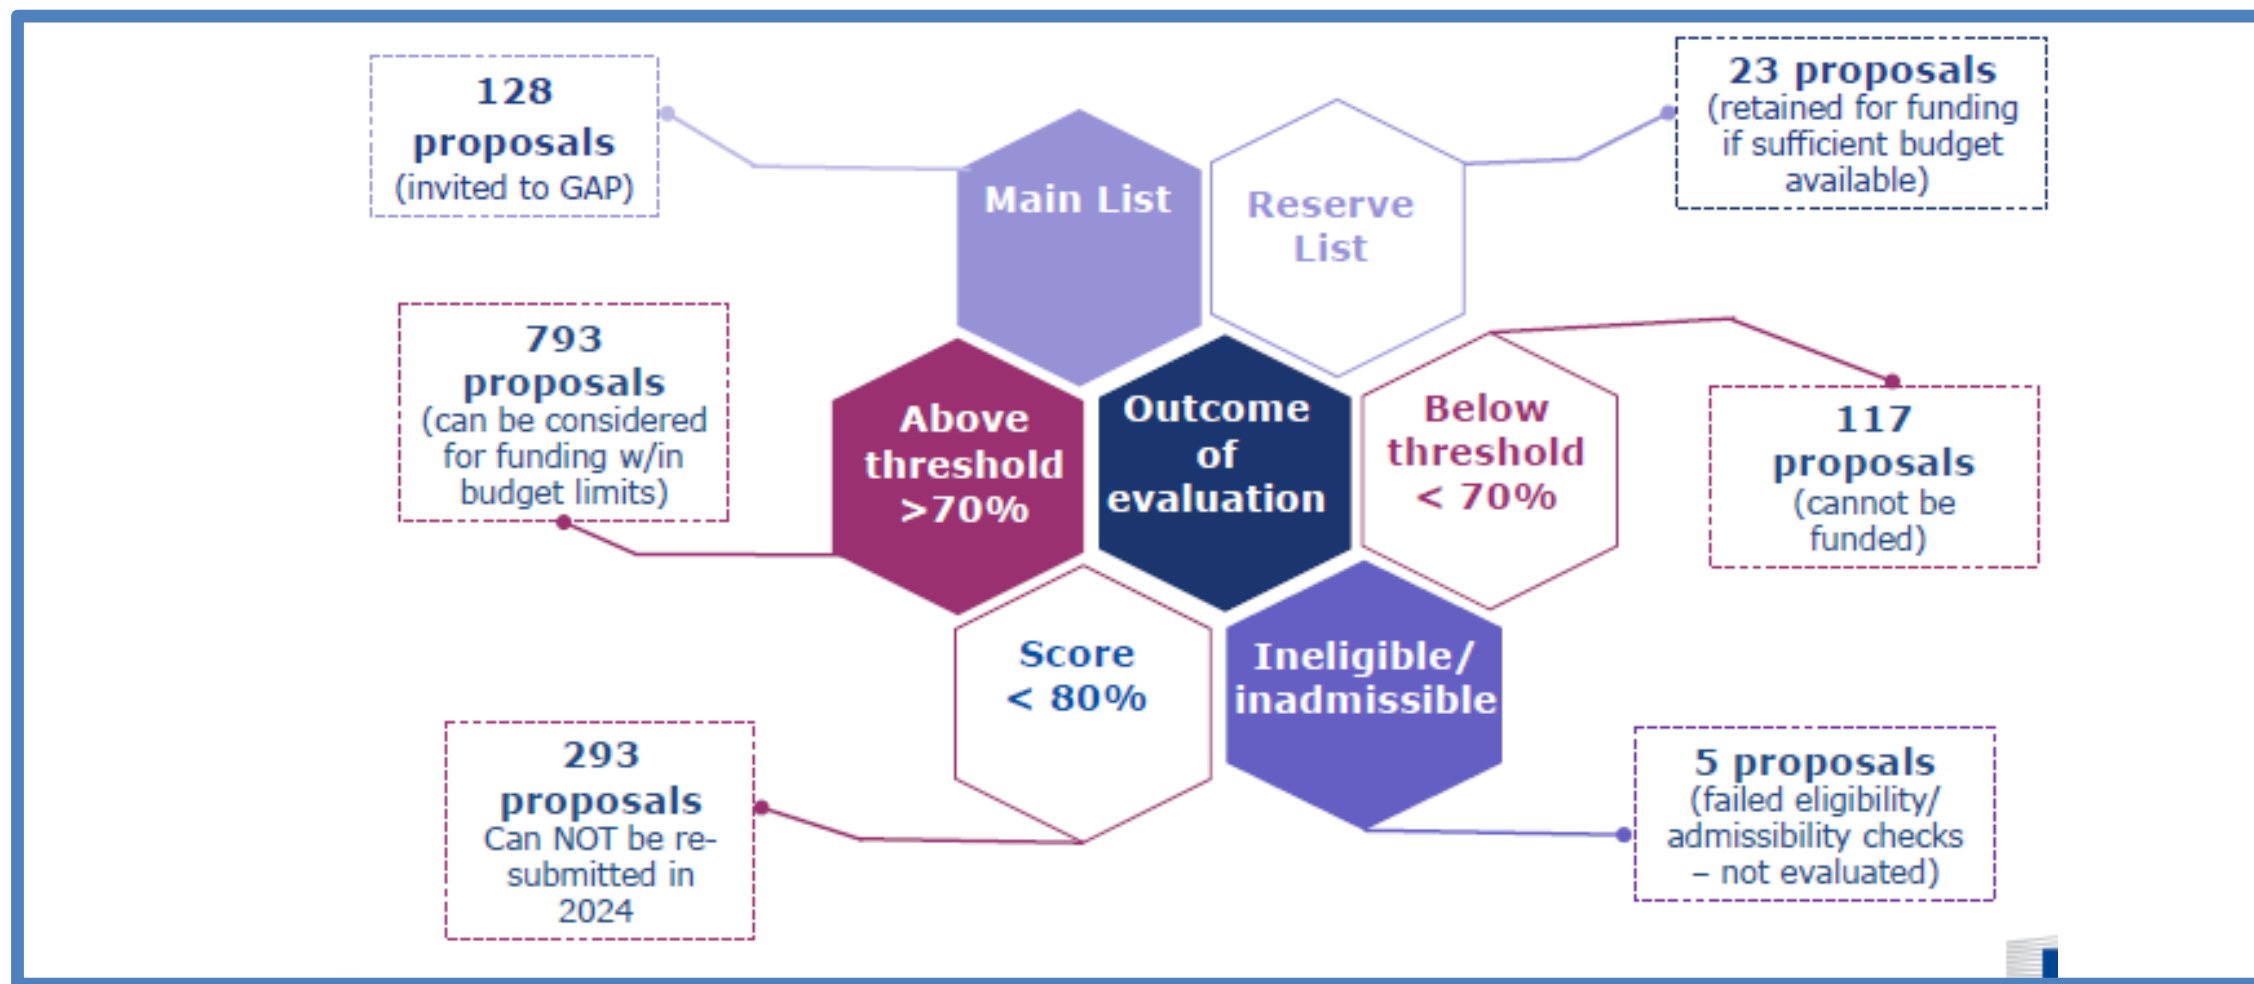 128
proposals
(invited to GAP)
Main List
Reserve
List
23 proposals
(retained for funding
if sufficient budget
available)
793
proposals
(can be considered
for funding w/in
budget limits)
Above
threshold
>70%
Outcome
of
evaluation
Below
threshold
< 70%
117
proposals
(cannot be
funded)
Score
< 80%
Ineligible/
inadmissible
293
proposals
Can NOT be re-
submitted in
2024
5 proposals
(failed eligibility/
admissibility checks
– not evaluated)